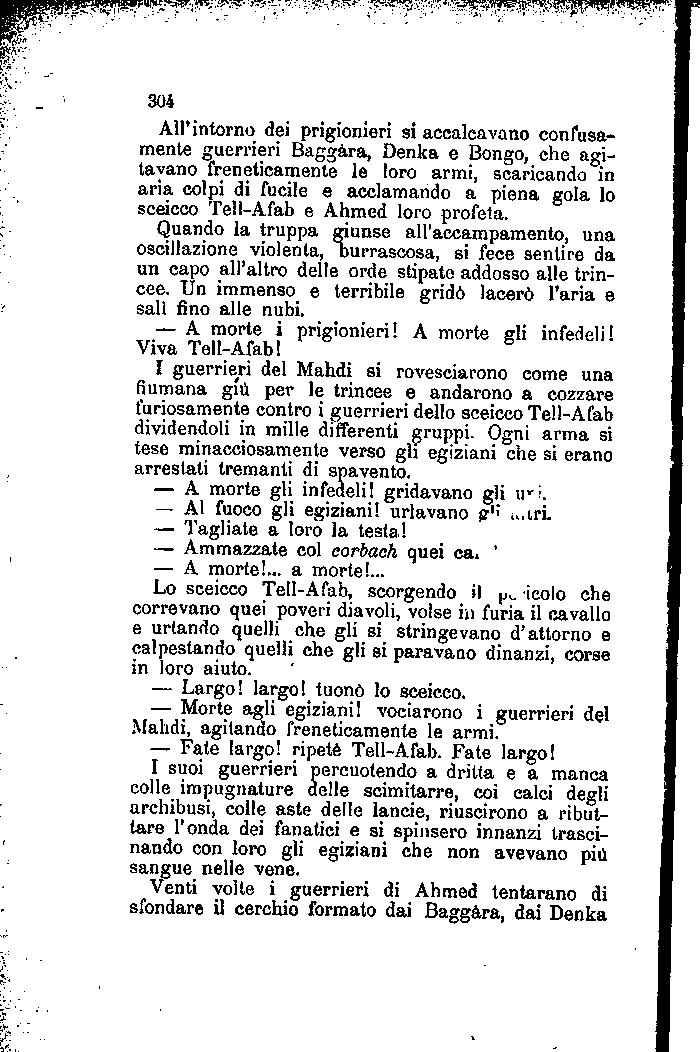 304
All'intorno dei prigionieri si accalcavano confusa-
mente guerrieri Baggàra, Denka e Bongo, che agi-
tavano freneticamente le loro armi, scaricando in
aria colpi di fucile e acclamando a piena gola lo
sceicco Tell-Afab e Ahmed loro profeta.
Quando la truppa giunse all'accampamento, una
oscillazione violenta, burrascosa, si fece sentire da
un capo all'altro delle orde stipate addosso alle trin-
cee. Un immenso e terribile gridò lacerò l'aria e
salì fino alle nubi.
— A morte i prigionieri! A morte gli infedeli!
Viva Tell-Afab!
I guerrieri del Mahdi si rovesciarono come una
fiumana giù per le trincee e andarono a cozzare
furiosamente contro i guerrieri dello sceicco Tell-Afab
dividendoli in mille differenti gruppi. Ogni arma si
tese minacciosamente verso gli egiziani che si erano
arrestati tremanti di spavento.
— A morte gli infedeli! gridavano gli
— Al fuoco gli egiziani! urlavano
— Tagliate a loro la testa!
— Ammazzate col corbach quei
— A morte!... a morte!...
Lo sceicco Tell-Afab, scorgendo il che
correvano quei poveri diavoli, volse in furia il cavallo
e urtando quelli che gli si stringevano d'attorno e
calpestando quelli che gli si paravano dinanzi, corse
in loro aiuto.
— Largo! largo! tuonò lo sceicco.
— Morte agli egiziani! vociarono i guerrieri del
Mahdi, agitando freneticamente le armi.
— Fate largo! ripetè Tell-Afab. Fate largo!
I suoi guerrieri percuotendo a dritta e a manca
colle impugnature delle scimitarre, coi calci degli
archibusi, colle aste delle lancie, riuscirono a ribut-
tare l'onda dei fanatici e si spinsero innanzi trasci-
nando con loro gli egiziani che non avevano più
sangue nelle vene.
Venti volte i guerrieri di Ahmed tentarano di
sfondare il cerchio formato dai Baggàra, dai Denka